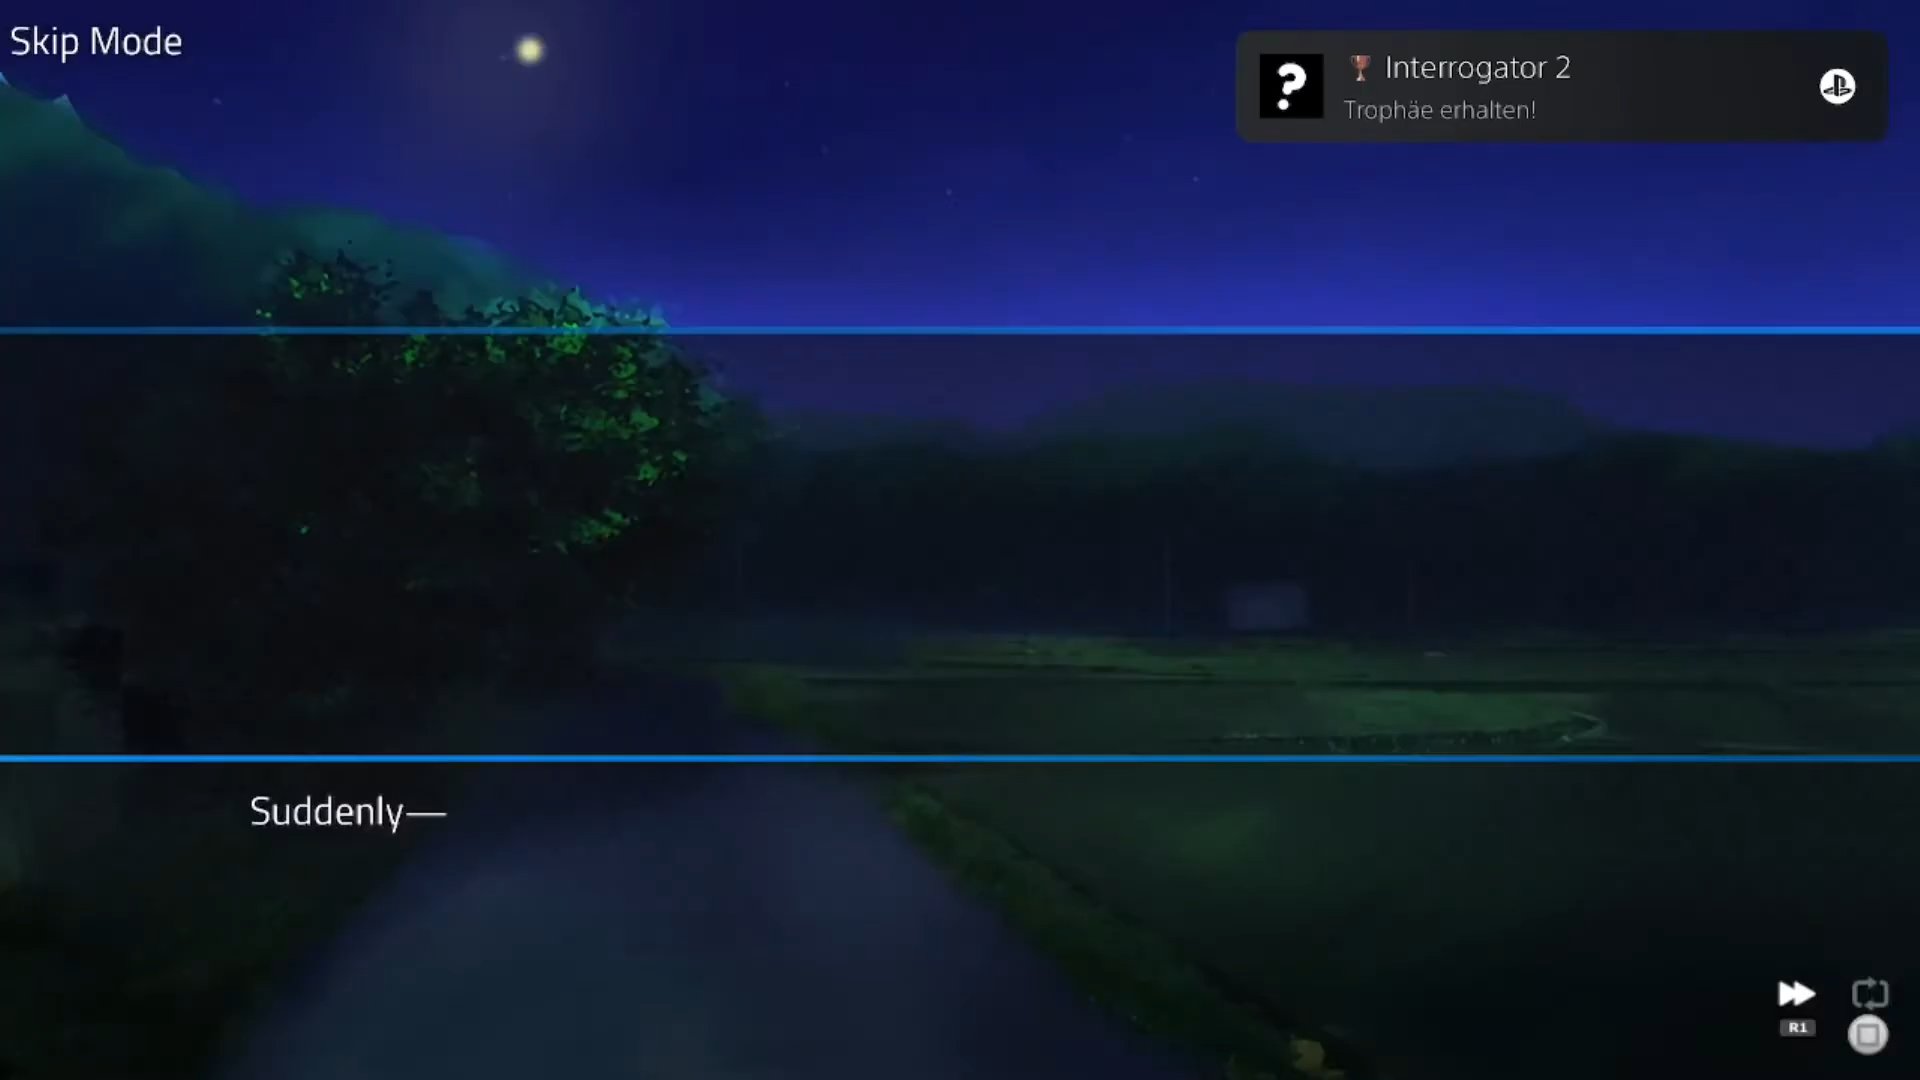 Skip Mode
Interrogator 2
Trophäe erhalten!
Suddenly—
R1